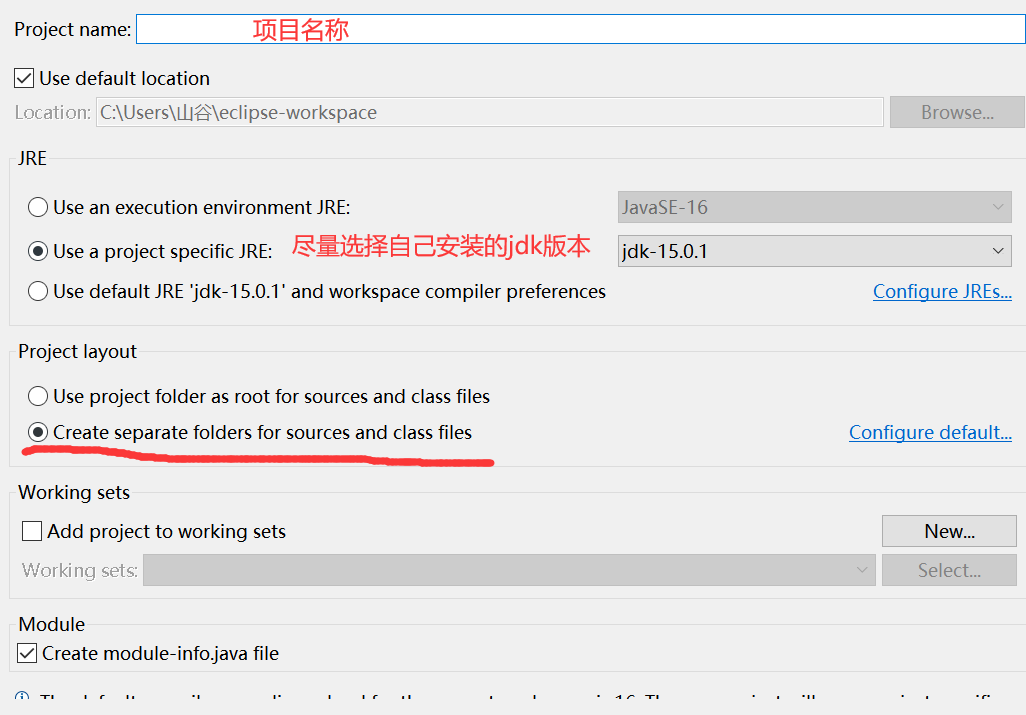 Project name: 项目名称
Use default location
Location: C:\Users\山谷\eclipse-workspace Browse...
JRE
Use an execution environment JRE: JavaSE-16
Use a project specific JRE: 尽量选择自己安装的jdk版本 jdk-15.0.1
Use default JRE 'jdk-15.0.1' and workspace compiler preferences Configure JREs...
Project layout
Use project folder as root for sources and class files
Create separate folders for sources and class files Configure default...
Working sets
Add project to working sets New...
Working sets: Select...
Module
Create module-info.java file